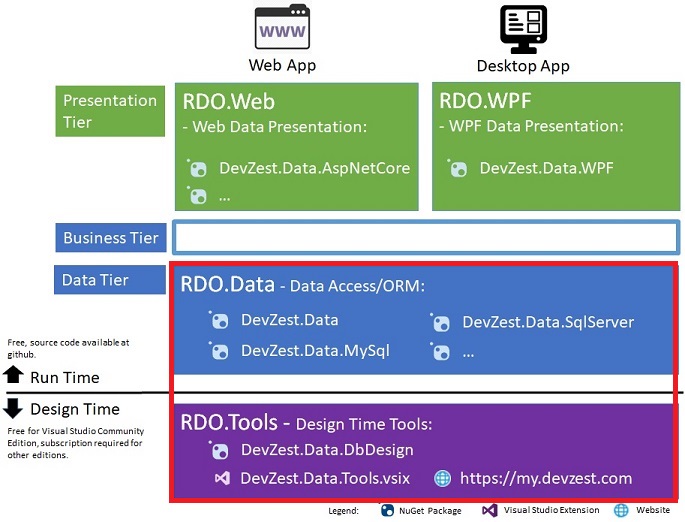 WWW
Web App
Desktop App
Presentation
Tier
RDO.Web
- Web Data Presentation:
DevZest.Data.AspNetCore
...
RDO.WPF
- WPF Data Presentation:
DevZest.Data.WPF
Business Tier
Data Tier
RDO.Data - Data Access/ORM:
DevZest.Data
DevZest.Data.SqlServer
DevZest.Data.MySql
...
Free, source code available at
github.
Run Time
Design Time
Free for Visual Studio Community
Edition, subscription required for
other editions.
RDO.Tools - Design Time Tools:
DevZest.Data.DbDesign
DevZest.Data.Tools.vsix
https://my.devzest.com
Legend: NuGet Package Visual Studio Extension Website